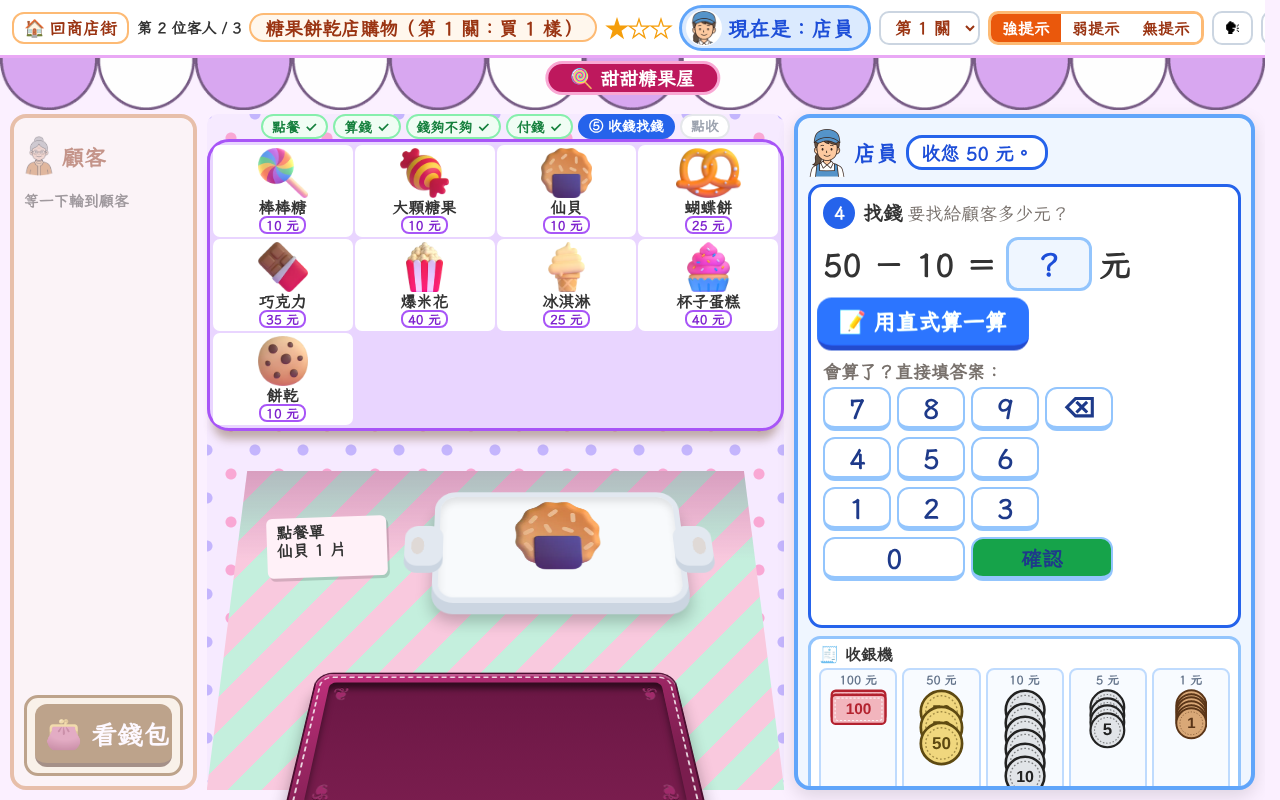 🏠 回商店街
第 2 位客人 / 3
糖果餅乾店購物（第 1 關：買 1 樣）
★☆☆
現在是：店員
第 1 關
強提示
弱提示
無提示
🍭 甜甜糖果屋
顧客
等一下輪到顧客
看錢包
點餐 ✓
算錢 ✓
錢夠不夠 ✓
付錢 ✓
⑤ 收錢找錢
點收
棒棒糖
10 元
大顆糖果
10 元
仙貝
10 元
蝴蝶餅
25 元
巧克力
35 元
爆米花
40 元
冰淇淋
25 元
杯子蛋糕
40 元
餅乾
10 元
點餐單
仙貝 1 片
店員
收您 50 元。
4 找錢 要找給顧客多少元？
50 − 10 = ? 元
📝 用直式算一算
會算了？直接填答案：
7 8 9 ⌫
4 5 6
1 2 3
0 確認
🧾 收銀機
100 元
50 元
10 元
5 元
1 元
100
50
10
5
1